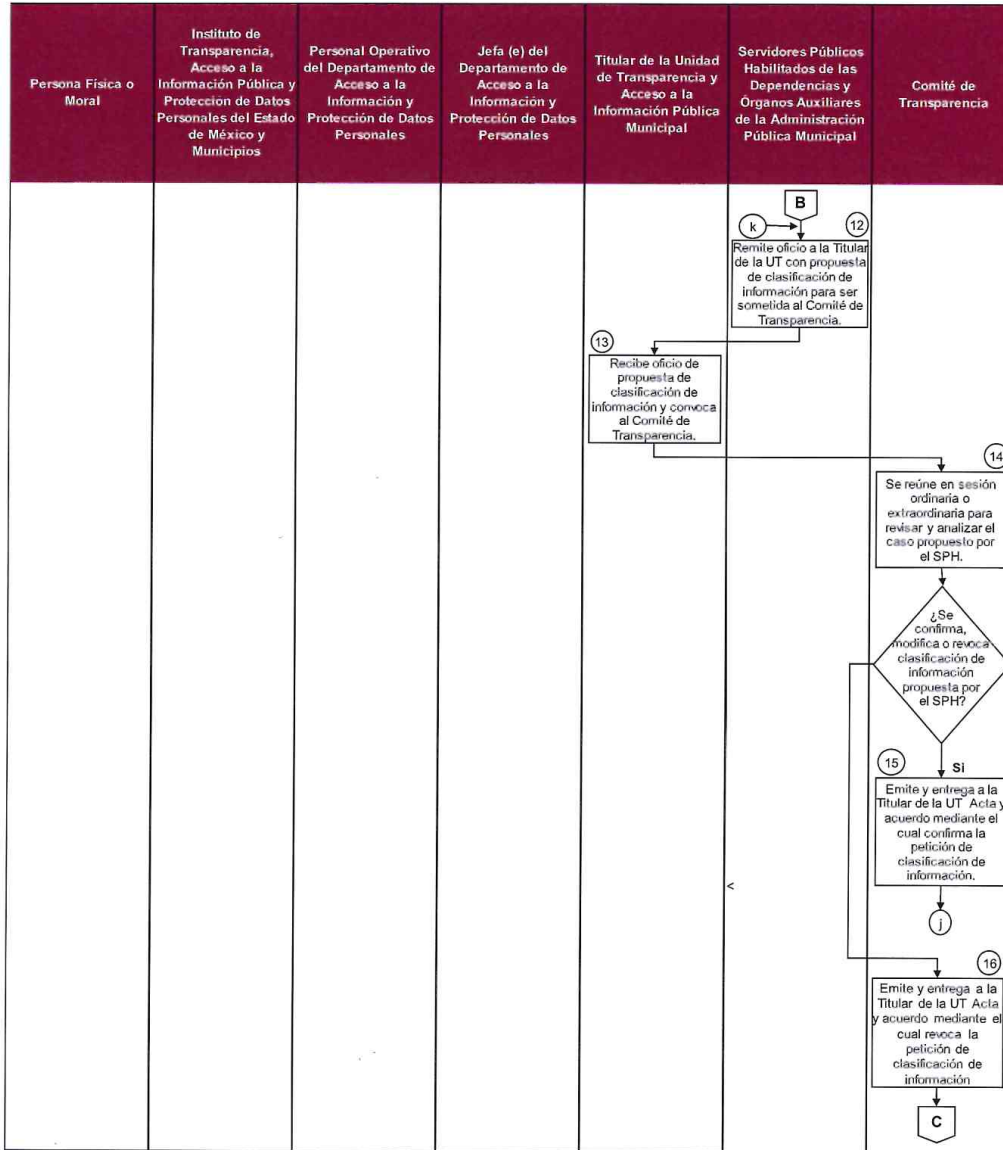 Persona Física o
Moral
Instituto de
Transparencia,
Acceso a la
Información Pública y
Protección de Datos
Personales del Estado
de México y
Municipios
Personal Operativo
del Departamento de
Acceso a la
Información y
Protección de Datos
Personales
Jefa (e) del
Departamento de
Acceso a la
Información y
Protección de Datos
Personales
Titular de la Unidad
de Transparencia y
Acceso a la
Información Pública
Municipal
Servidores Públicos
Habilitados de las
Dependencias y
Órganos Auxiliares
de la Administración
Pública Municipal
Comité de
Transparencia
B
k
12
Remite oficio a la Titular
de la UT con propuesta
de clasificación de
información para ser
sometida al Comité de
Transparencia.
13
Recibe oficio de
propuesta de
clasificación de
información y convoca
al Comité de
Transparencia.
14
Se reúne en sesión
ordinaria o
extraordinaria para
revisar y analizar el
caso propuesto por
el SPH.
¿Se
confirma,
modifica o revoca
clasificación de
información
propuesta por
el SPH?
Si
15
Emite y entrega a la
Titular de la UT Acta y
acuerdo mediante el
cual confirma la
petición de
clasificación de
información.
<
j
16
Emite y entrega a la
Titular de la UT Acta
y acuerdo mediante el
cual revoca la
petición de
clasificación de
información
C